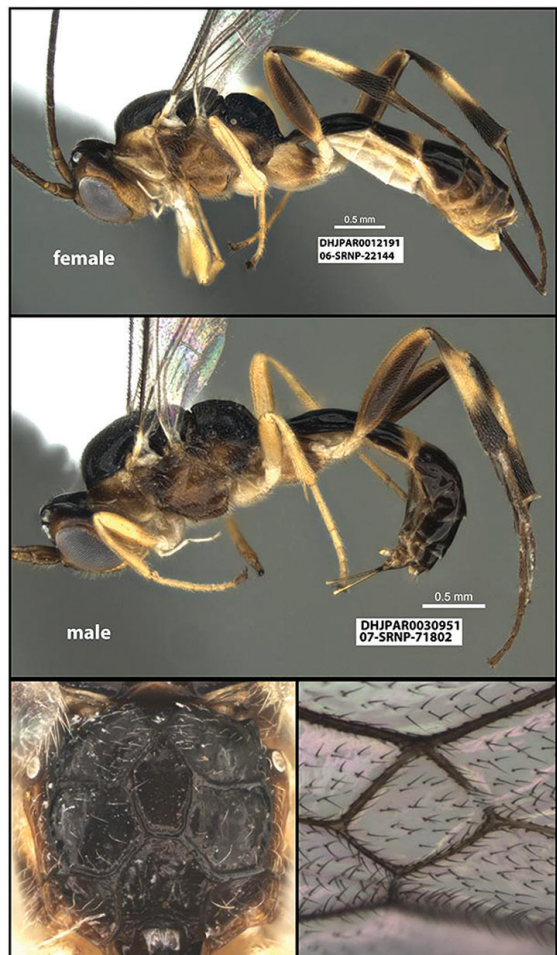 0.5 mm
DHJPAR0012191
06-SRNP-22144
female
0.5 mm
DHJPAR0030951
07-SRNP-71802
male